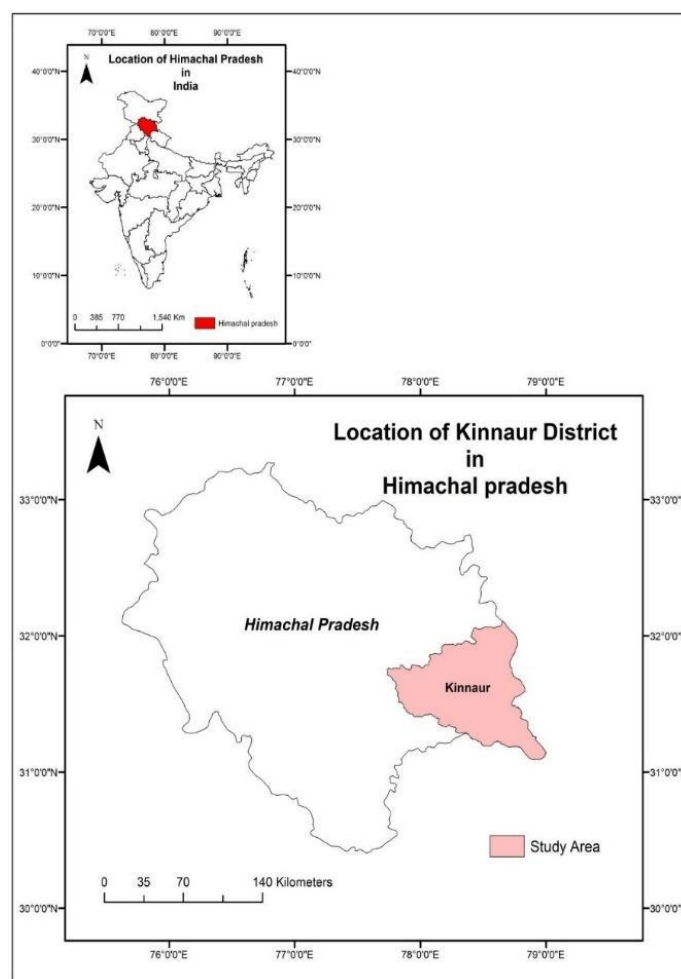 70°0'0"E 80°0'0"E 90°0'0"E
Location of Himachal Pradesh
in
India
N
40°0'0"N 40°0'0"N
30°0'0"N 30°0'0"N
20°0'0"N 20°0'0"N
10°0'0"N 10°0'0"N
0 385 770 1,540 Km
Himachal pradesh
0°0'0" 0°0'0"
70°0'0"E 80°0'0"E 90°0'0"E
76°0'0"E 77°0'0"E 78°0'0"E 79°0'0"E
Location of Kinnaur District
in
Himachal pradesh
N
33°0'0"N 33°0'0"N
Himachal Pradesh
32°0'0"N 32°0'0"N
Kinnaur
31°0'0"N 31°0'0"N
Study Area
0 35 70 140 Kilometers
30°0'0"N 30°0'0"N
76°0'0"E 77°0'0"E 78°0'0"E 79°0'0"E